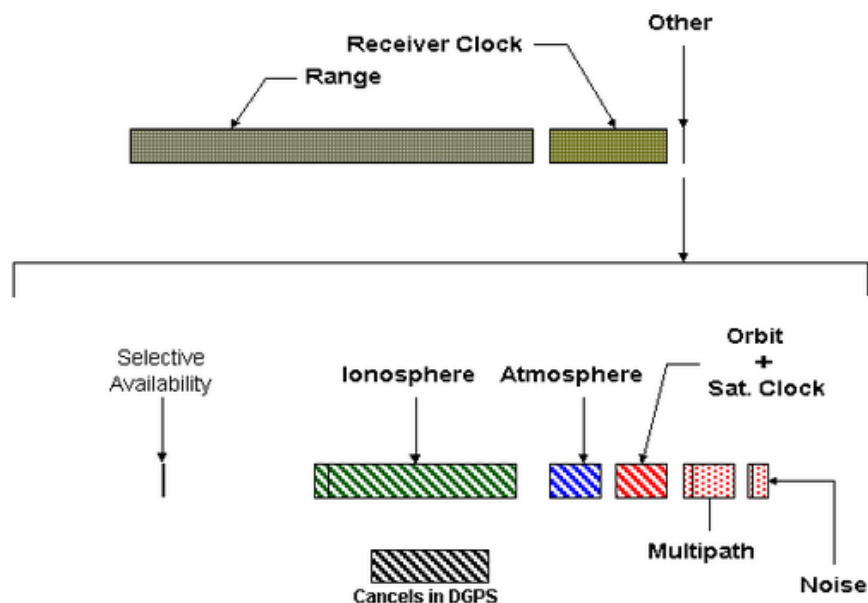 Other
Receiver Clock
Range
Selective
Availability
Ionosphere
Atmosphere
Orbit
+
Sat. Clock
Multipath
Noise
Cancels in DGPS